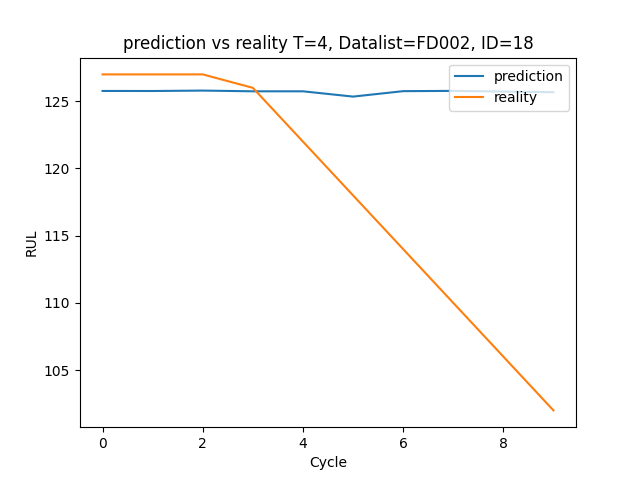 prediction vs reality T=4, Datalist=FD002, ID=18
prediction
reality
125
120
115
110
105
RUL
0 2 4 6 8
Cycle